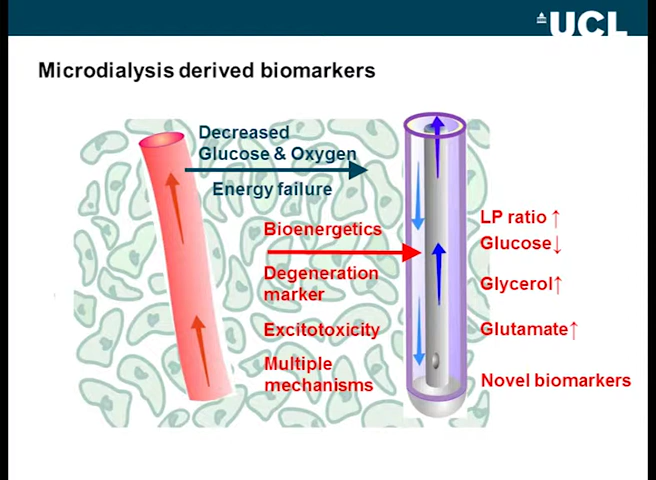 UCL
Microdialysis derived biomarkers
Decreased
Glucose & Oxygen
Energy failure
Bioenergetics
Degeneration
marker
Excitotoxicity
Multiple
mechanisms
LP ratio ↑
Glucose↓
Glycerol↑
Glutamate↑
Novel biomarkers